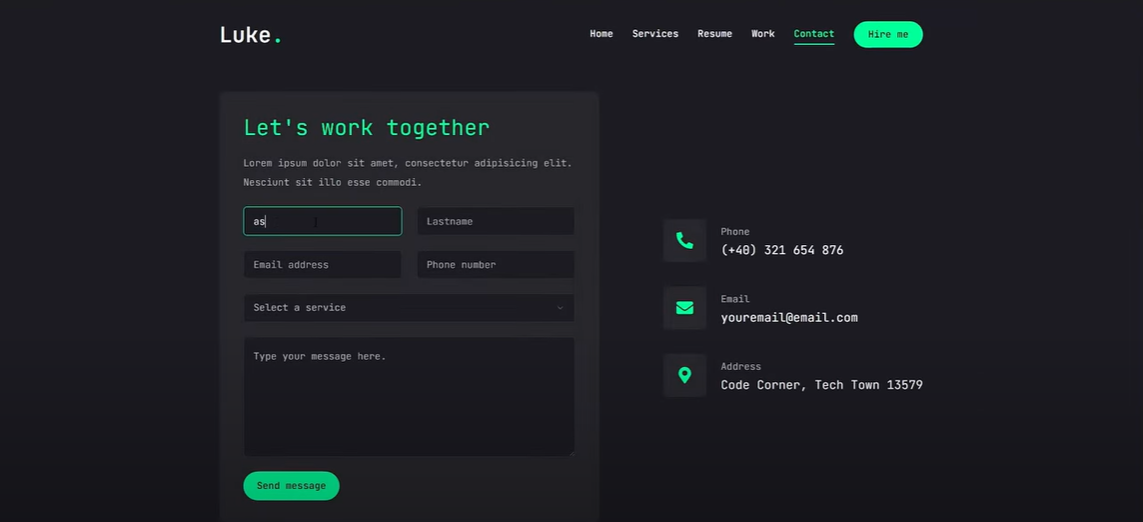 Luke.
Home Services Resume Work Contact Hire me
Let's work together
Lorem ipsum dolor sit amet, consectetur adipisicing elit.
Nesciunt sit illo esse commodi.
as
Lastname
Email address
Phone number
Select a service
Type your message here.
Send message
Phone
(+40) 321 654 876
Email
youremail@email.com
Address
Code Corner, Tech Town 13579